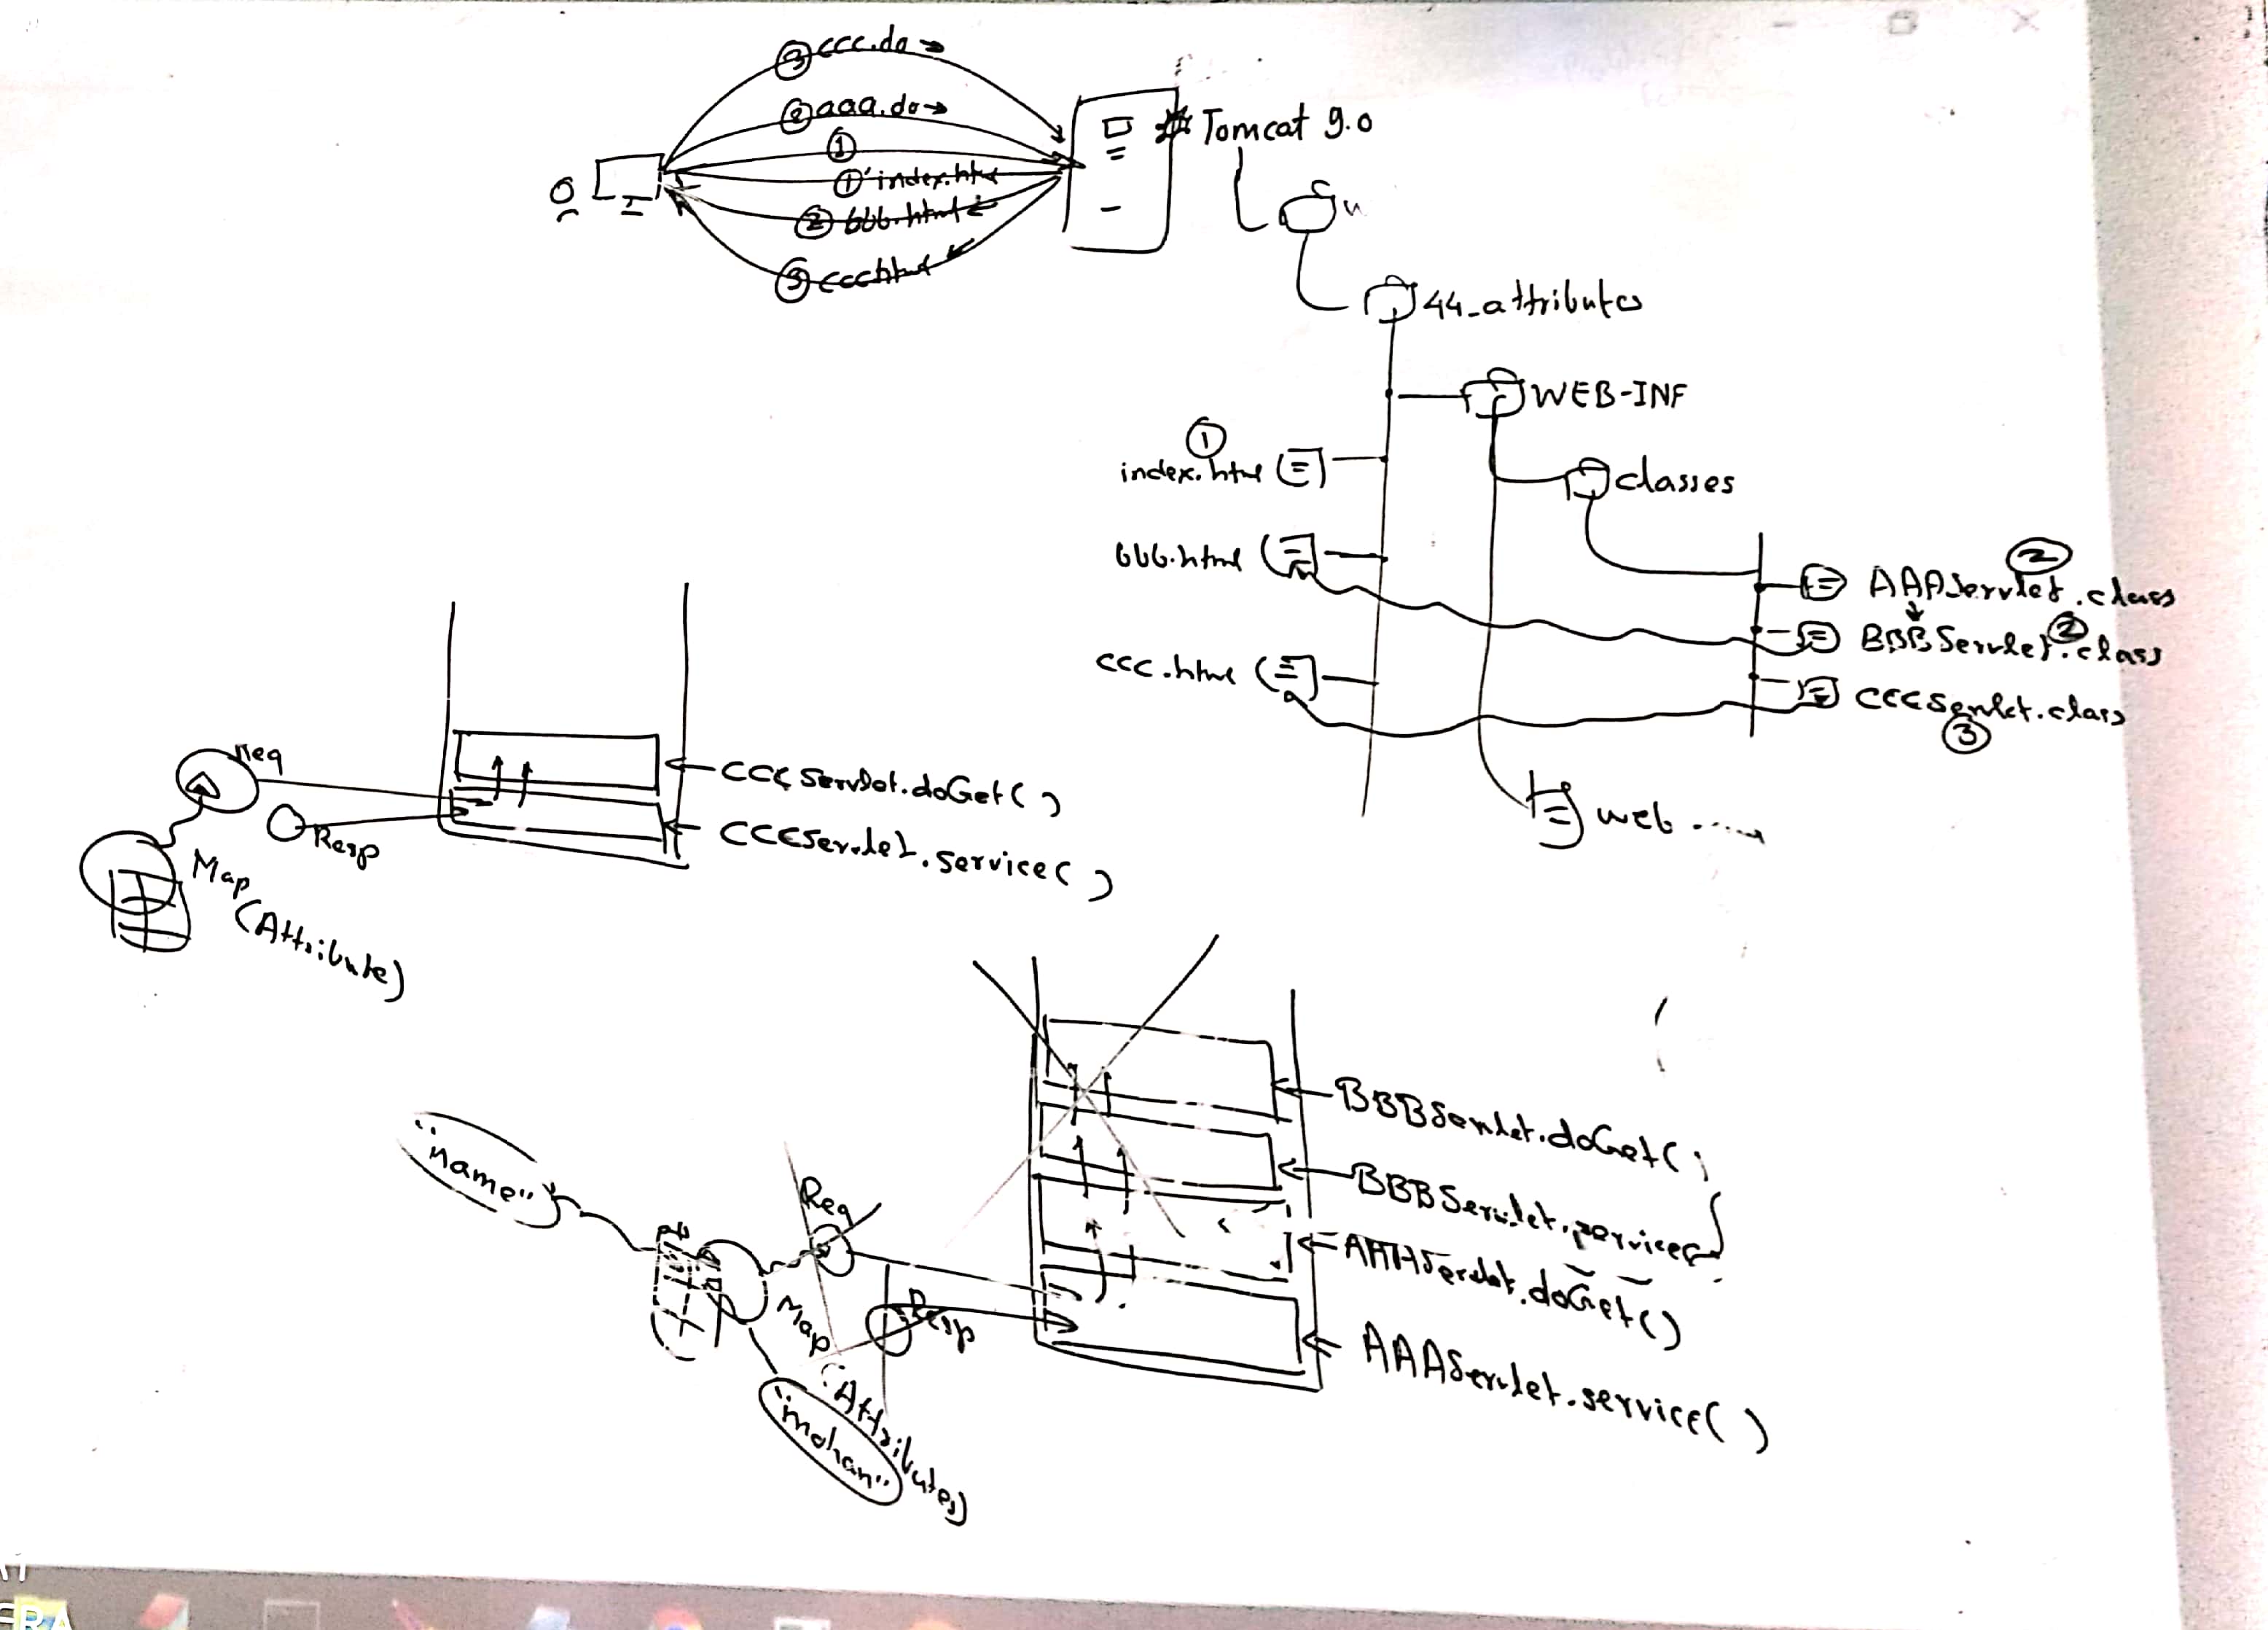 ③ ccc.do →
② aaa.do →
①
① index.html
② bbb.html
③ ccc.html
Tomcat 9.0
44_attributes
WEB-INF
①
index.html
classes
bbb.html
②
AAAServlet.class
BBBServlet.class
②
ccc.html
CCCServlet.class
③
web ....
Req
Resp
Map
(Attribute)
CCCServlet.doGet( )
CCCServlet.service( )
BBBServlet.doGet( )
BBBServlet.service( )
AAAServlet.doGet( )
AAAServlet.service( )
"name"
Req
Resp
Map
(Attributes)
"mohan"